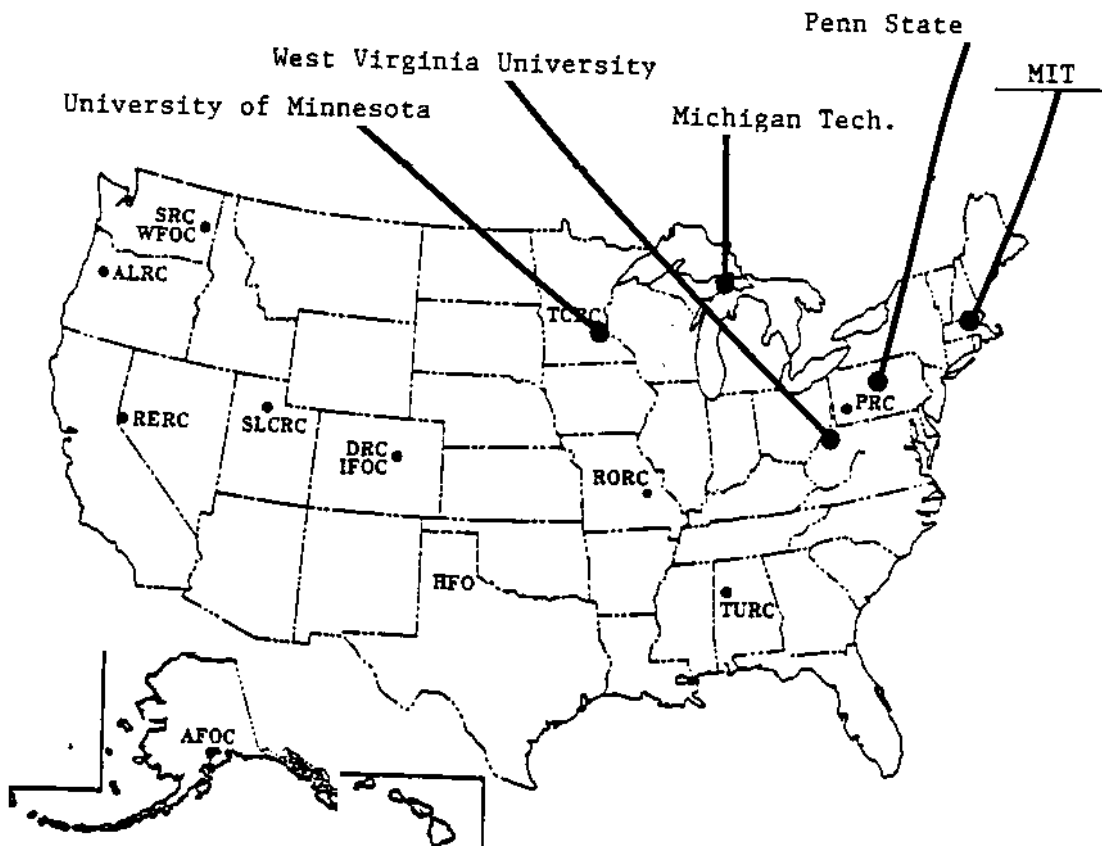 Penn State
West Virginia University
MIT
University of Minnesota
Michigan Tech.
SRC
WFOC
ALRC
TCRC
RERC
SLCRC
PRC
DRC
IFOC
RORC
HFO
TURC
AFOC